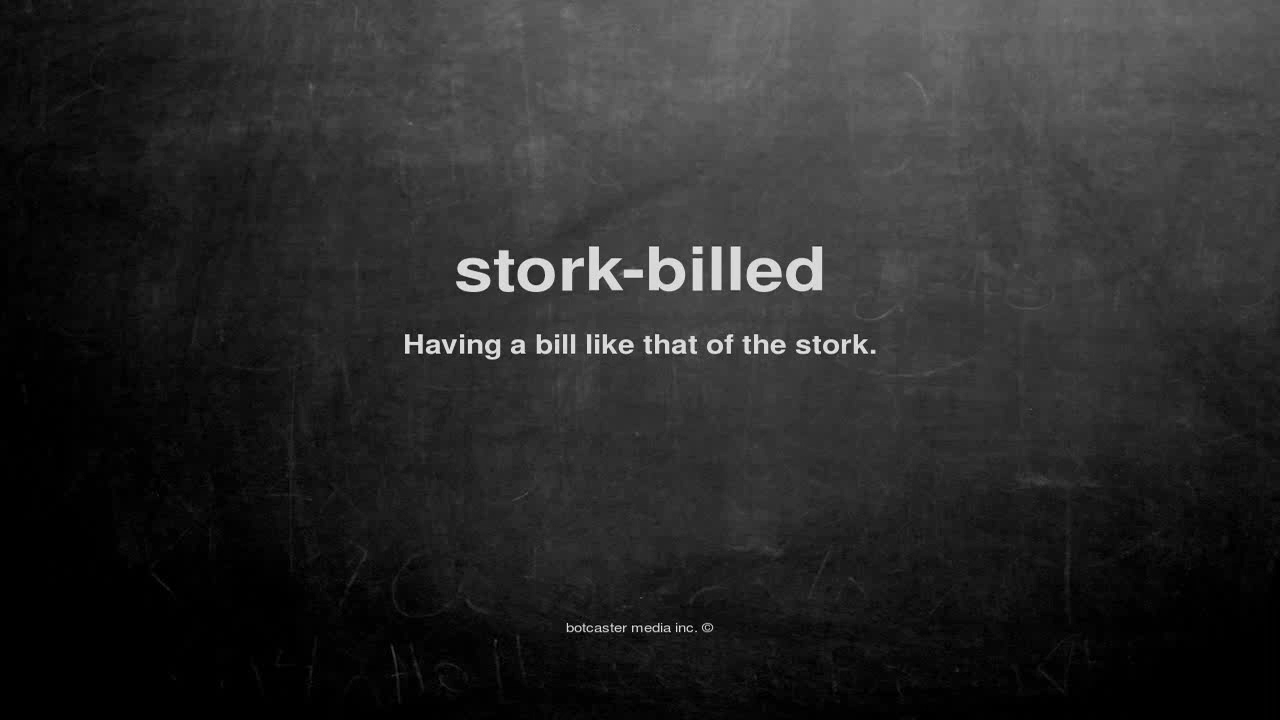 stork-billed
Having a bill like that of the stork.
botcaster media inc. ©